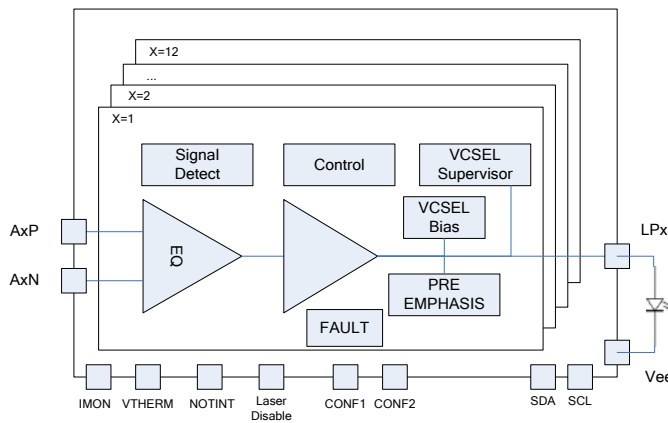 X=12
...
X=2
X=1
Signal
Detect
Control
VCSEL
Supervisor
VCSEL
Bias
EQ
PRE
EMPHASIS
FAULT
AxP
AxN
LPx
Vee
IMON
VTHERM
NOTINT
Laser
Disable
CONF1
CONF2
SDA
SCL